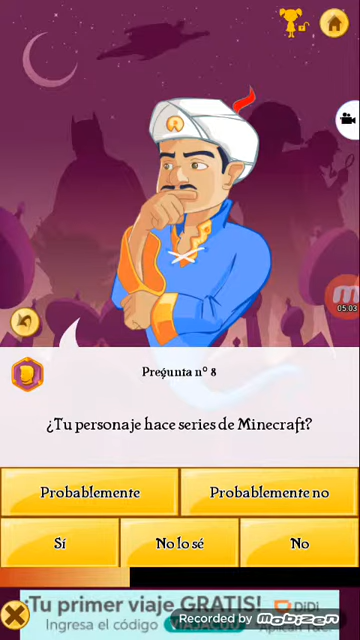 05:03
Pregunta n° 8
¿Tu personaje hace series de Minecraft?
Probablemente
Probablemente no
Sí
No lo sé
No
¡Tu primer viaje GRATIS!
DiDi
Ingresa el código
Recorded by mobizen